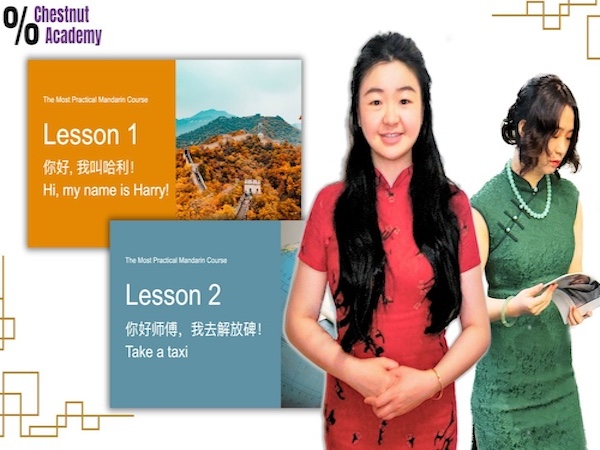 % Chestnut
Academy
The Most Practical Mandarin Course
Lesson 1
你好, 我叫哈利!
Hi, my name is Harry!
The Most Practical Mandarin Course
Lesson 2
你好师傅，我去解放碑!
Take a taxi